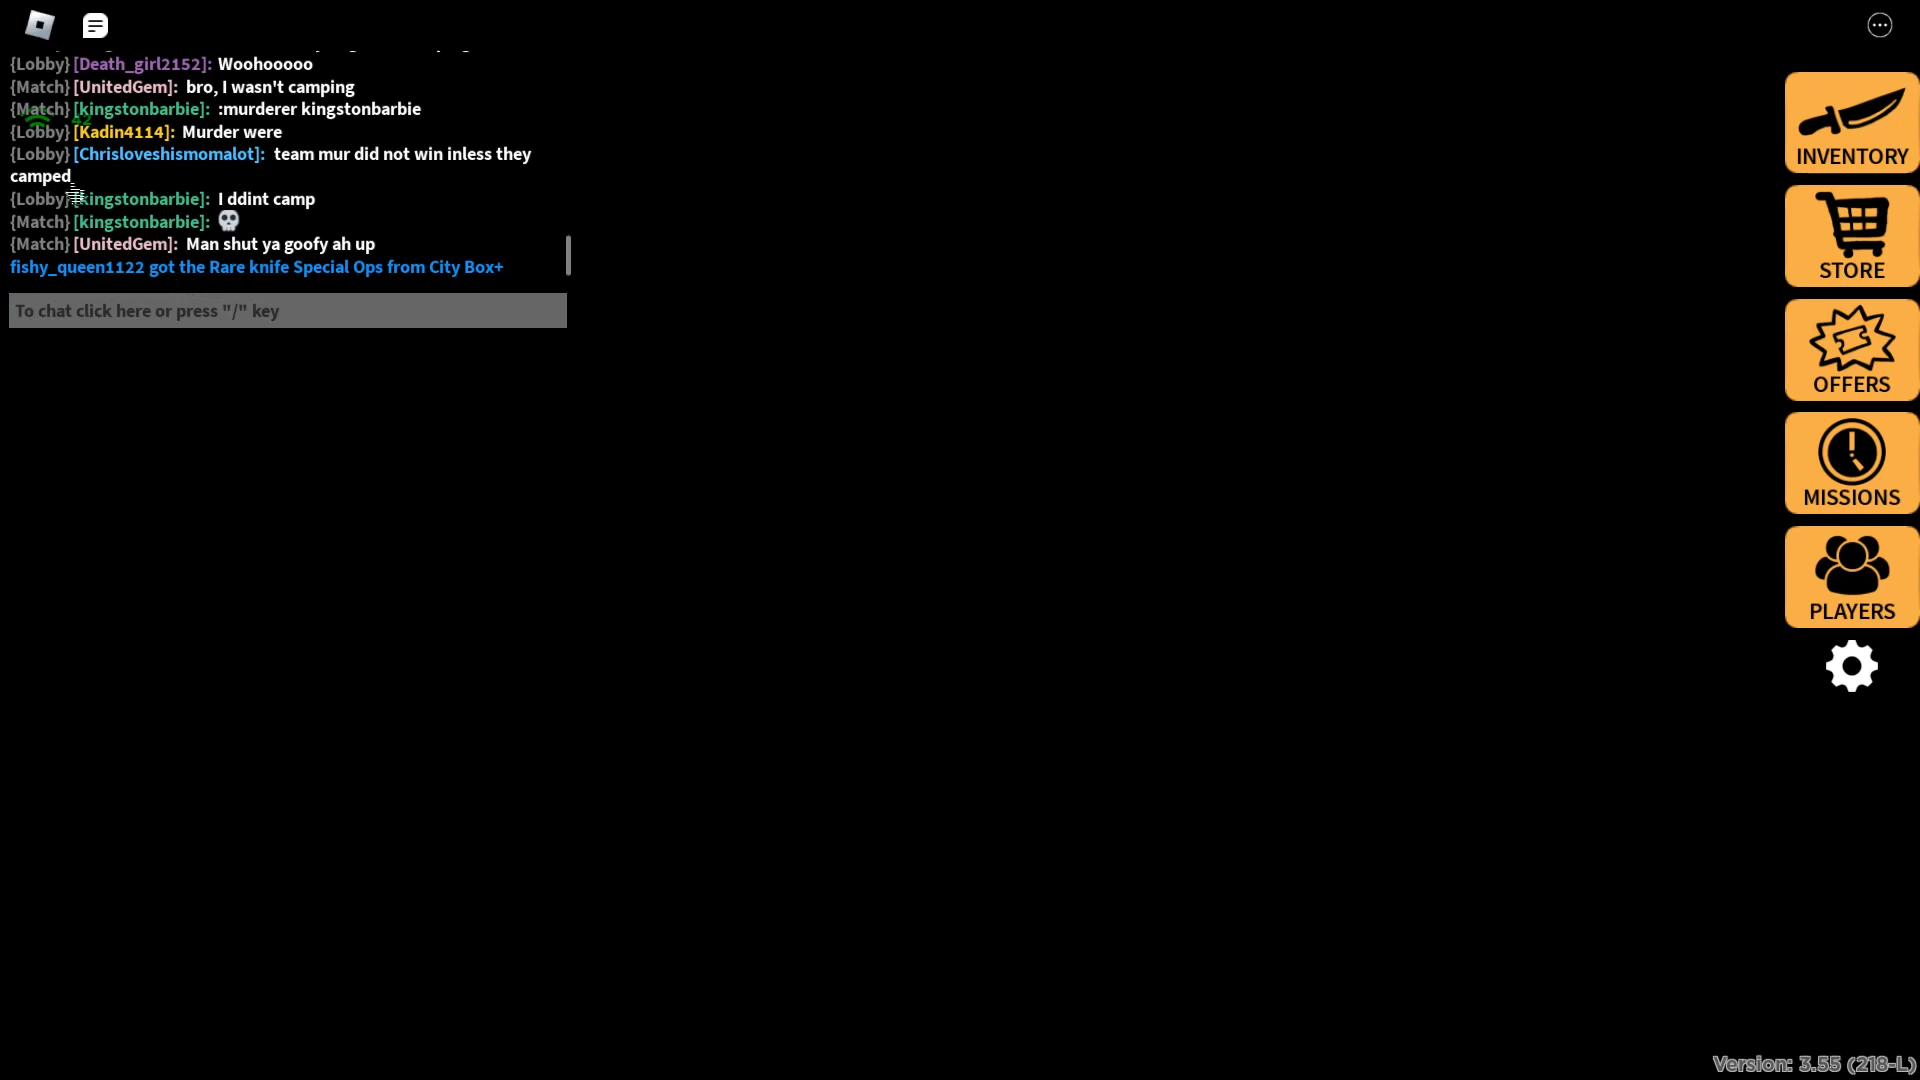 {Lobby} [Death_girl2152]: Woohooooo
{Match} [UnitedGem]: bro, I wasn't camping
{Match} [kingstonbarbie]: :murderer kingstonbarbie
42
{Lobby} [Kadin4114]: Murder were
{Lobby} [Chrisloveshismomalot]: team mur did not win inless they
camped
{Lobby} [kingstonbarbie]: I ddint camp
{Match} [kingstonbarbie]: 💀
{Match} [UnitedGem]: Man shut ya goofy ah up
fishy_queen1122 got the Rare knife Special Ops from City Box+
To chat click here or press "/" key
INVENTORY
STORE
OFFERS
MISSIONS
PLAYERS
Version: 3.55 (218-L)